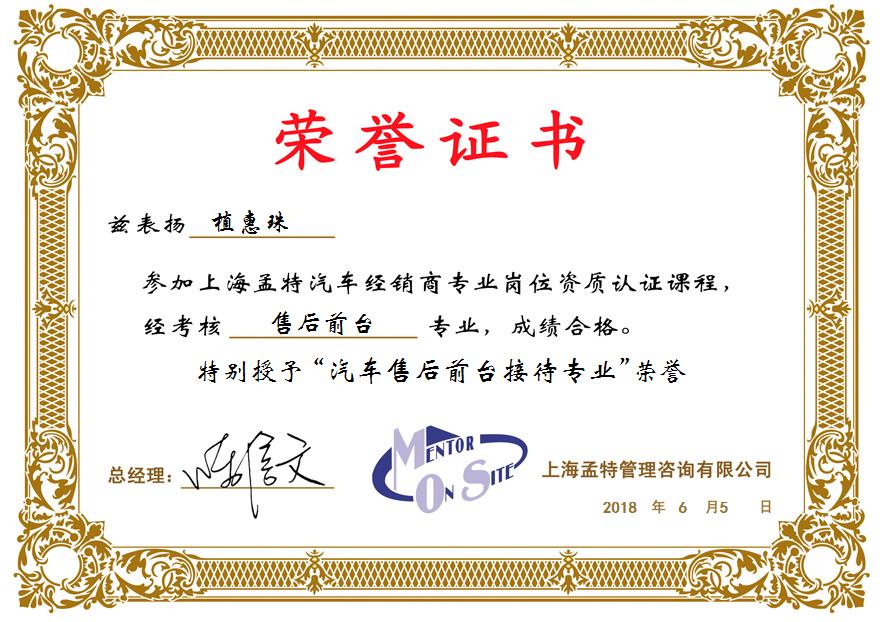 荣誉证书
兹表扬 植惠珠
参加上海孟特汽车经销商专业岗位资质认证课程，
经考核 售后前台 专业，成绩合格。
特别授予“汽车售后前台接待专业”荣誉
总经理：
MENTOR
ON SITE
上海孟特管理咨询有限公司
2018 年 6 月5 日